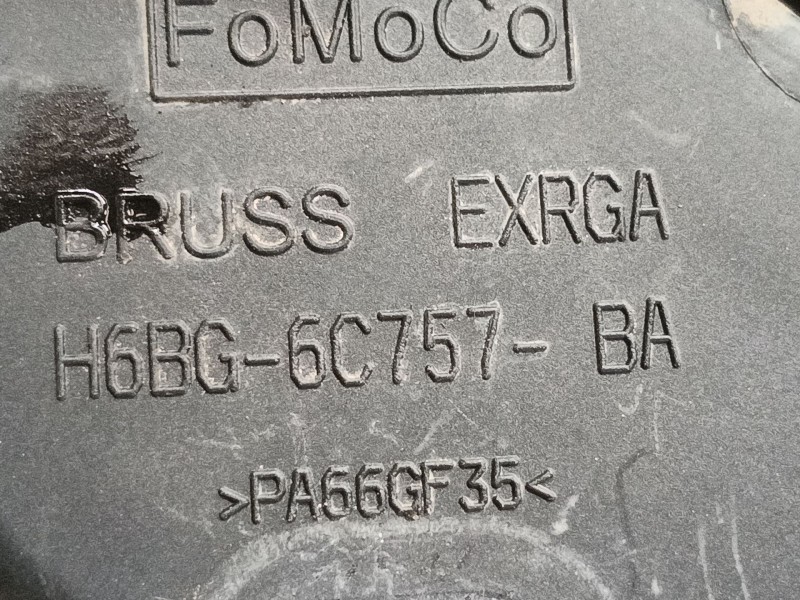 FoMoCo
BRUSS EXRGA
H6BG-6C757- BA
>PA66GF35<